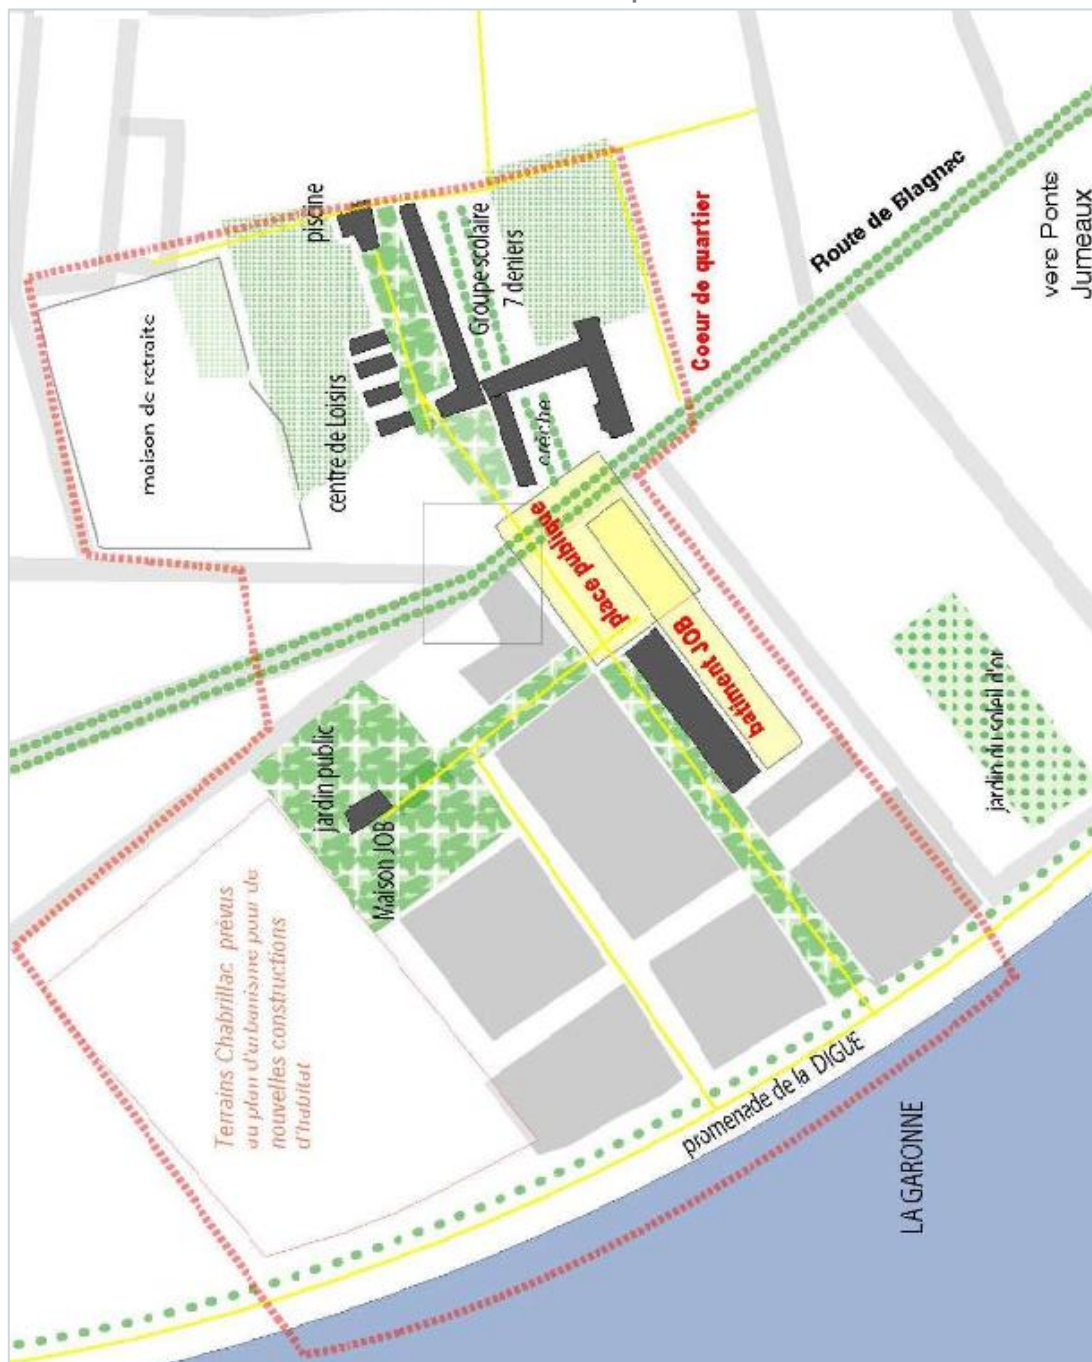 piscine
maison de retraite
centre de Loisirs
Groupe scolaire
7 deniers
crèche
Coeur de quartier
Route de Blagnac
vers Ponts
Jumeaux
place publique
batiment JOB
jardin public
Maison JOB
jardin du soleil d'or
Terrains Chabrillac prévus
au plan d'urbanisme pour de
nouvelles constructions
d'habitat
promenade de la DIGUE
LA GARONNE